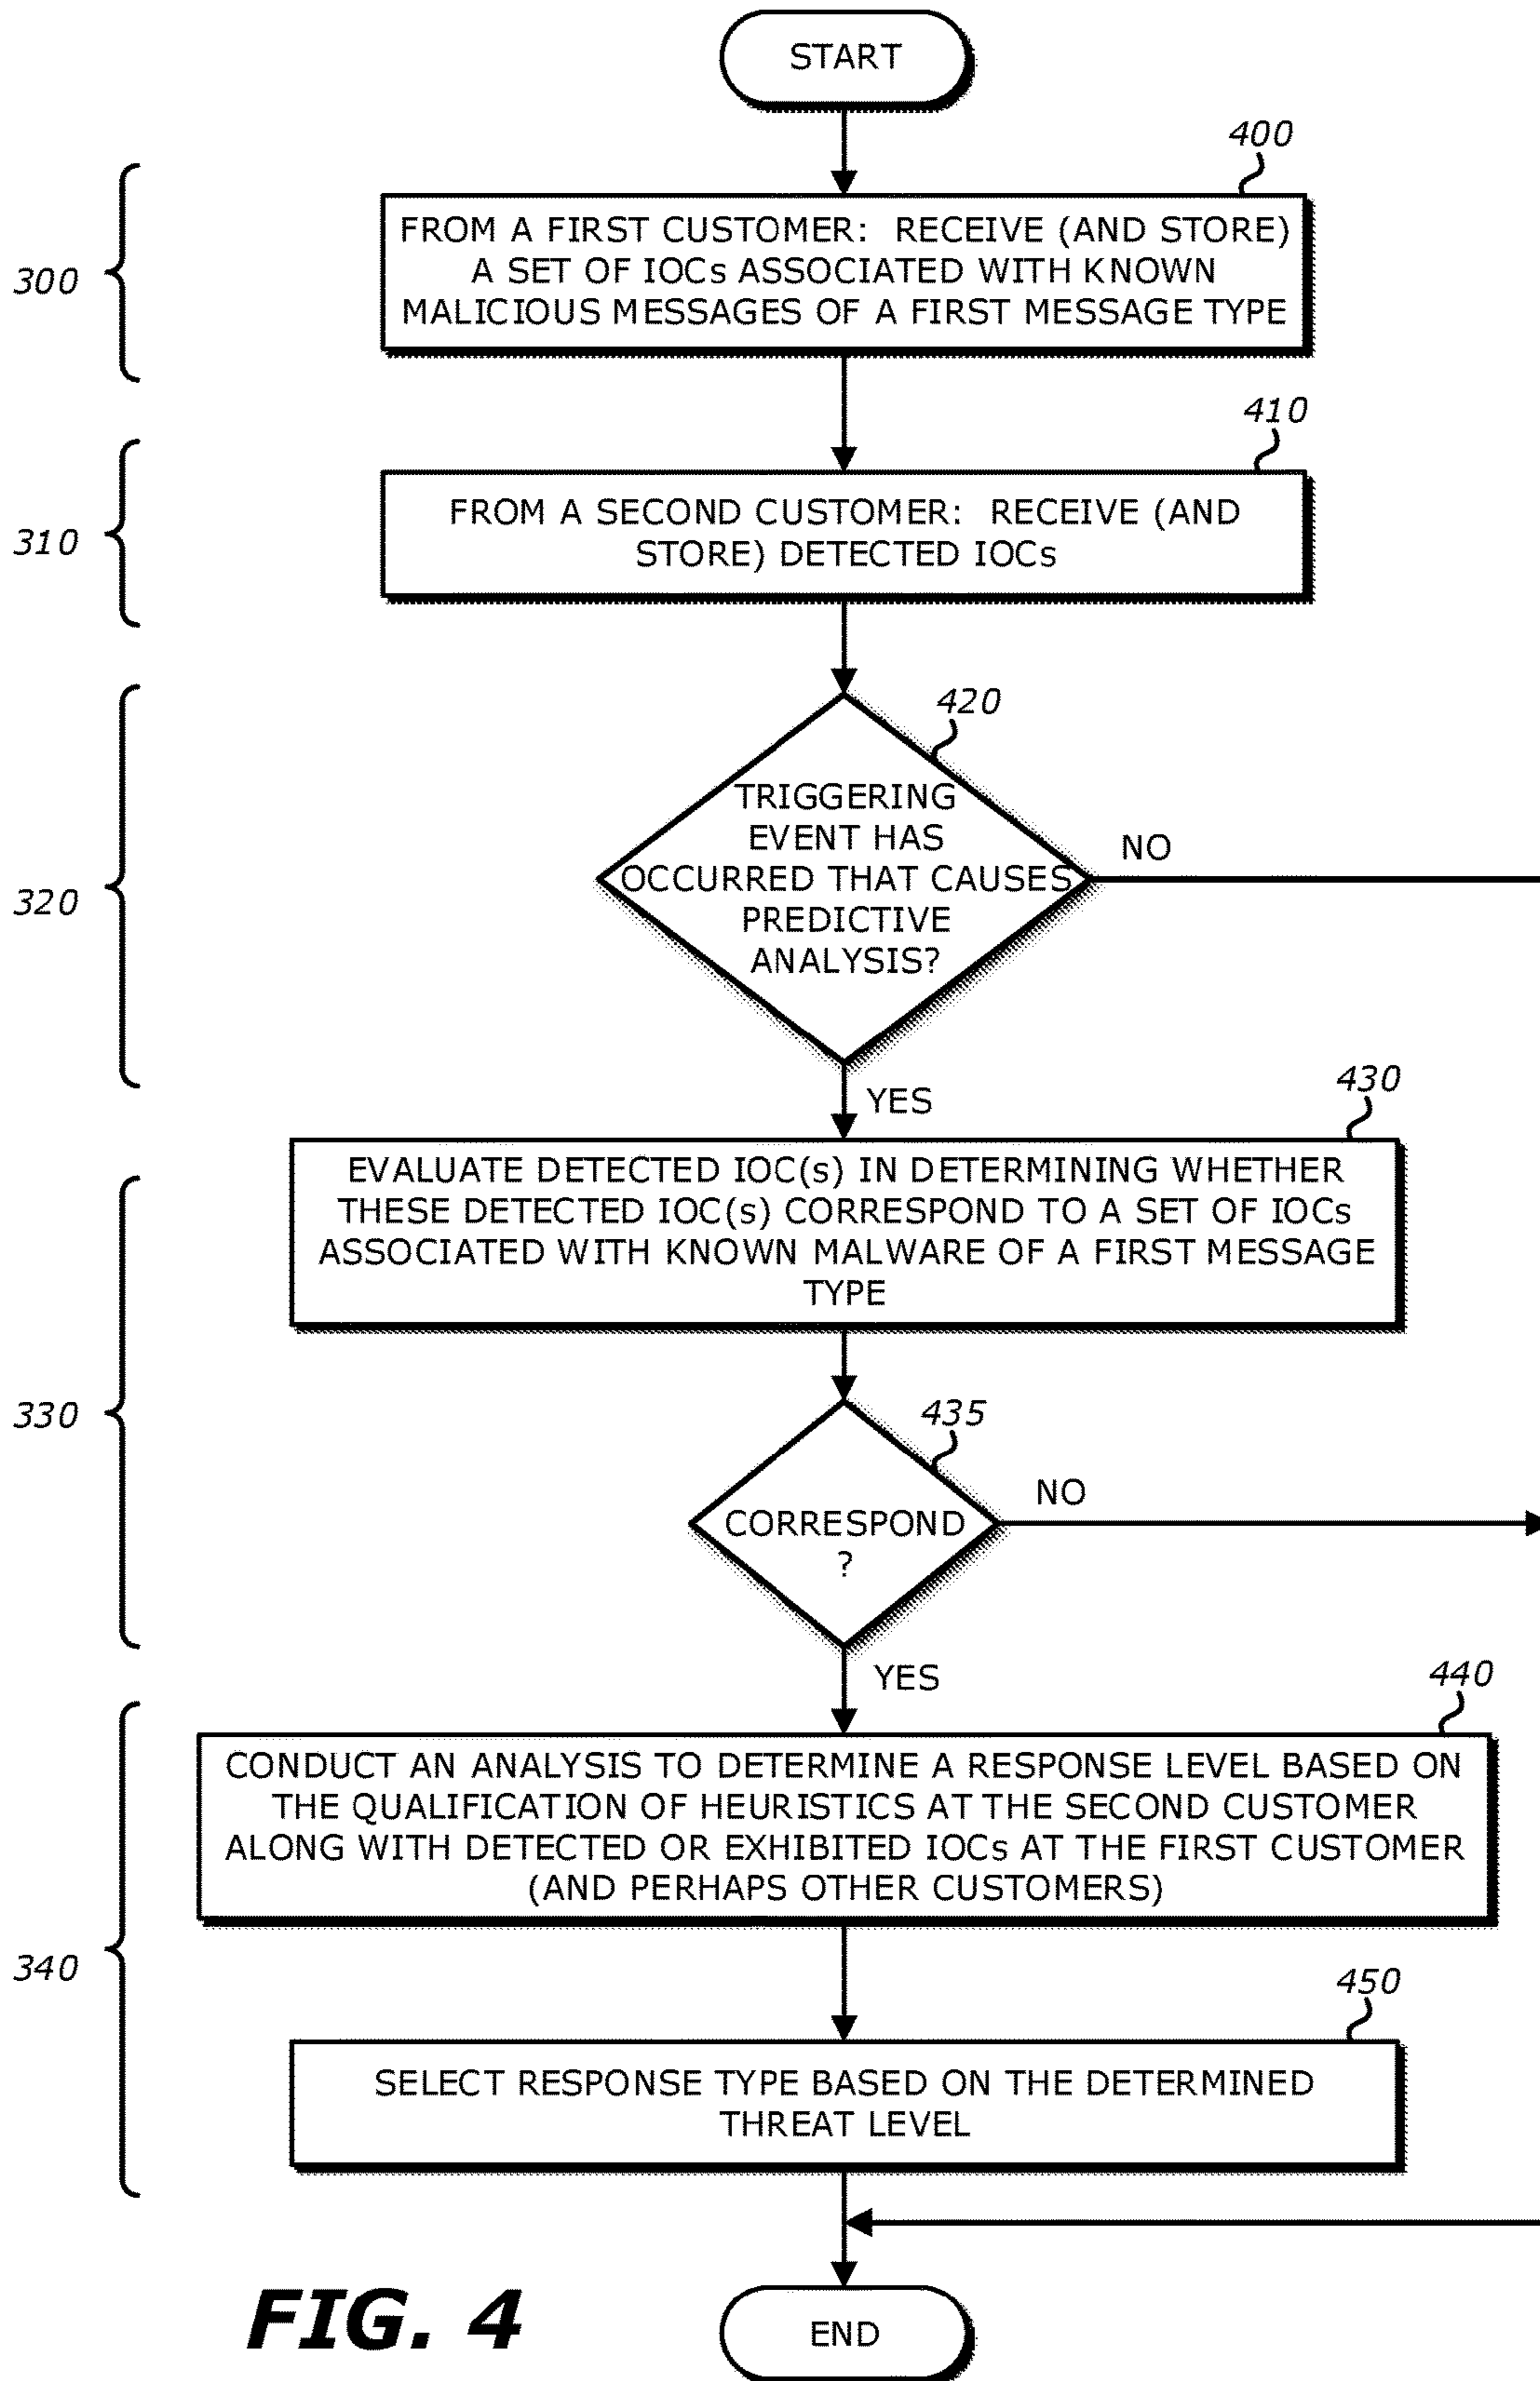 START
400
300
FROM A FIRST CUSTOMER: RECEIVE (AND STORE)
A SET OF IOCs ASSOCIATED WITH KNOWN
MALICIOUS MESSAGES OF A FIRST MESSAGE TYPE
410
310
FROM A SECOND CUSTOMER: RECEIVE (AND
STORE) DETECTED IOCs
420
320
TRIGGERING
EVENT HAS
OCCURRED THAT CAUSES
PREDICTIVE
ANALYSIS?
NO
YES
430
EVALUATE DETECTED IOC(s) IN DETERMINING WHETHER
THESE DETECTED IOC(s) CORRESPOND TO A SET OF IOCs
ASSOCIATED WITH KNOWN MALWARE OF A FIRST MESSAGE
TYPE
330
435
CORRESPOND
?
NO
YES
440
CONDUCT AN ANALYSIS TO DETERMINE A RESPONSE LEVEL BASED ON
THE QUALIFICATION OF HEURISTICS AT THE SECOND CUSTOMER
ALONG WITH DETECTED OR EXHIBITED IOCs AT THE FIRST CUSTOMER
(AND PERHAPS OTHER CUSTOMERS)
340
450
SELECT RESPONSE TYPE BASED ON THE DETERMINED
THREAT LEVEL
FIG. 4
END